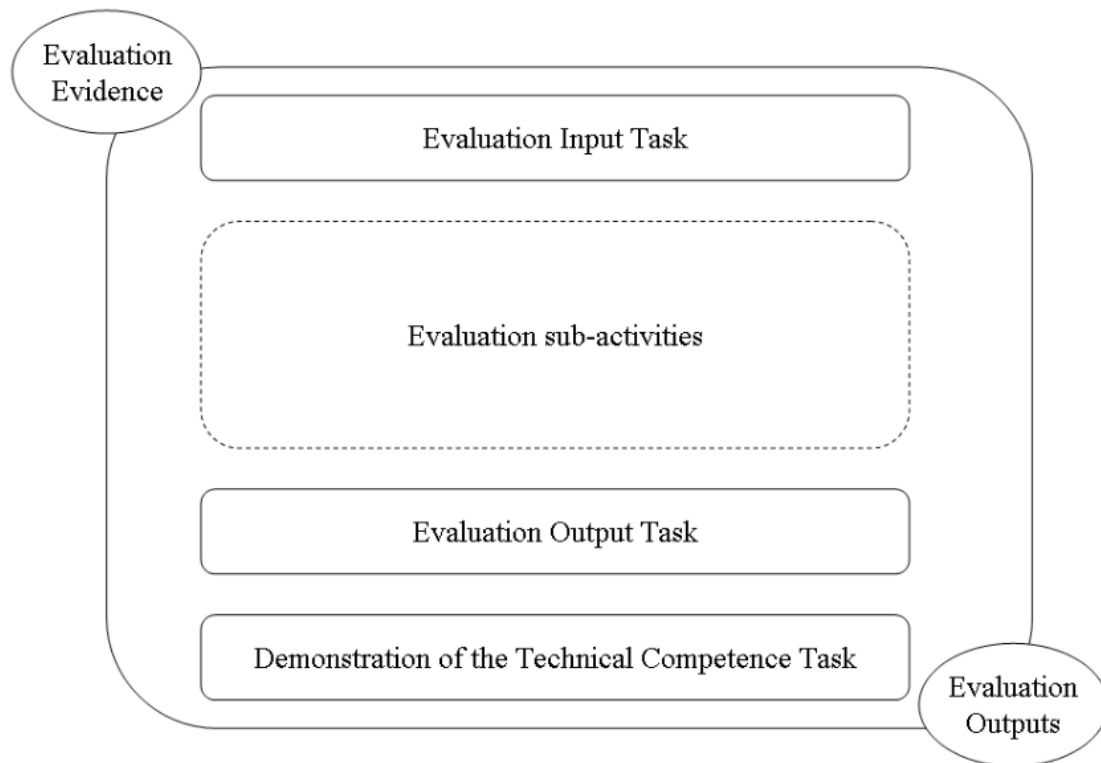 Evaluation
Evidence
Evaluation Input Task
Evaluation sub-activities
Evaluation Output Task
Demonstration of the Technical Competence Task
Evaluation
Outputs